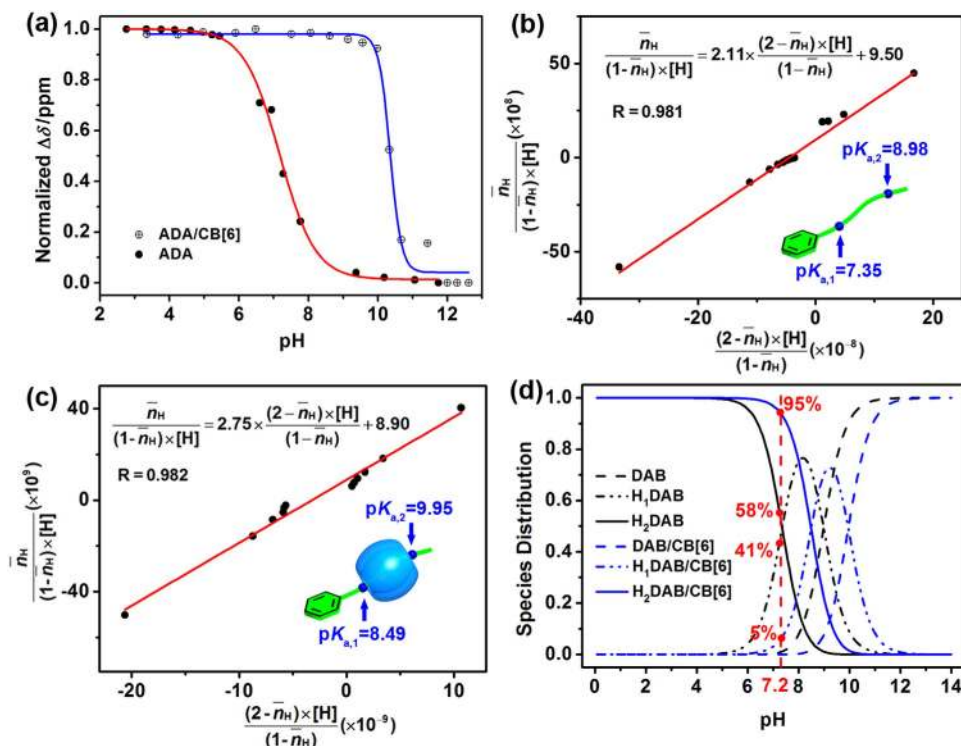 (a)
Normalized Δδ/ppm
1.0
0.8
0.6
0.4
0.2
0.0
ADA/CB[6]
ADA
2 4 6 8 10 12
pH
(b)
n̅H/(1-n̅H)×[H] (×10⁸)
50
0
-50
n̅H/(1-n̅H)×[H] = 2.11× (2-n̅H)×[H]/(1-n̅H) +9.50
R = 0.981
pKa,2=8.98
pKa,1=7.35
-40 -20 0 20
(2-n̅H)×[H]/(1-n̅H) (×10⁻⁸)
(c)
n̅H/(1-n̅H)×[H] (×10⁹)
40
0
-40
n̅H/(1-n̅H)×[H] = 2.75× (2-n̅H)×[H]/(1-n̅H) +8.90
R = 0.982
pKa,2=9.95
pKa,1=8.49
-20 -10 0 10
(2-n̅H)×[H]/(1-n̅H) (×10⁻⁹)
(d)
Species Distribution
1.0
0.8
0.6
0.4
0.2
0.0
DAB
H₁DAB
H₂DAB
DAB/CB[6]
H₁DAB/CB[6]
H₂DAB/CB[6]
95%
58%
41%
5%
0 2 4 6 8 10 12 14
7.2
pH